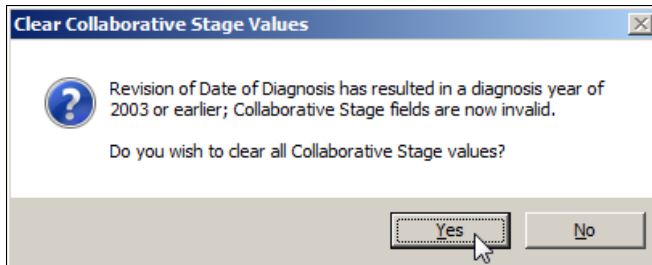 Clear Collaborative Stage Values
Revision of Date of Diagnosis has resulted in a diagnosis year of
2003 or earlier; Collaborative Stage fields are now invalid.
Do you wish to clear all Collaborative Stage values?
Yes
No